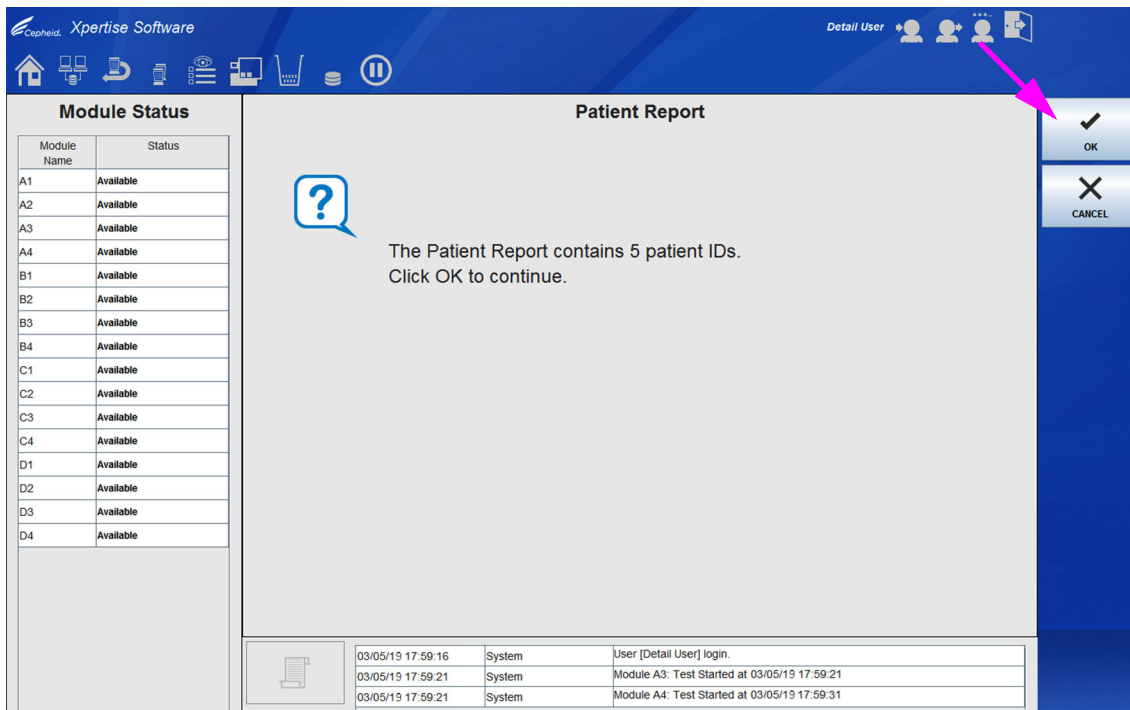 Cepheid. Xpertise Software
Detail User
Module Status
Module Name Status
A1 Available
A2 Available
A3 Available
A4 Available
B1 Available
B2 Available
B3 Available
B4 Available
C1 Available
C2 Available
C3 Available
C4 Available
D1 Available
D2 Available
D3 Available
D4 Available
Patient Report
The Patient Report contains 5 patient IDs.
Click OK to continue.
OK
CANCEL
03/05/19 17:59:16 System User [Detail User] login.
03/05/19 17:59:21 System Module A3: Test Started at 03/05/19 17:59:21
03/05/19 17:59:21 System Module A4: Test Started at 03/05/19 17:59:31